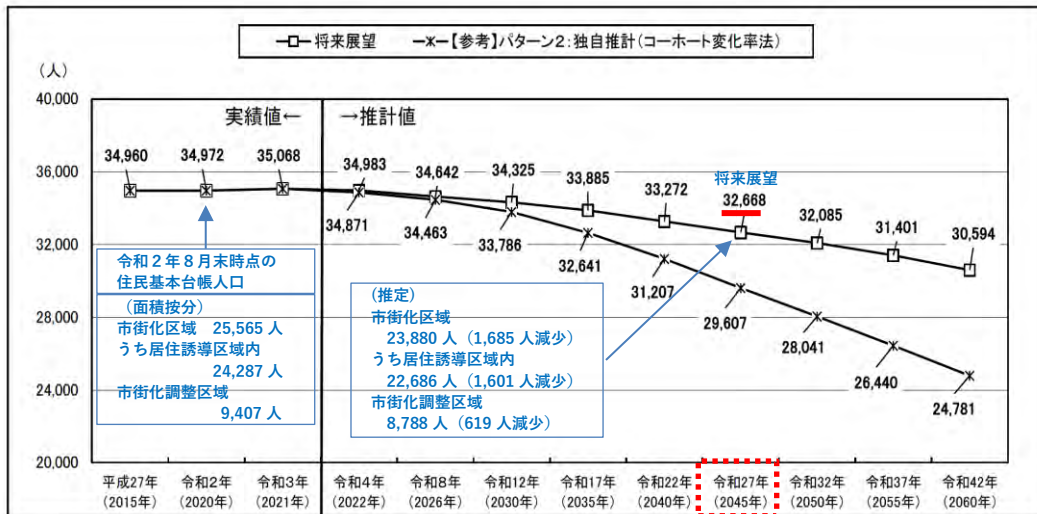 将来展望 【参考】パターン2:独自推計(コーホート変化率法)
(人)
40,000
36,000
32,000
28,000
24,000
20,000
実績値← →推計値
34,960 34,972 35,068 34,983 34,642 34,325 33,885 33,272 32,668 32,085 31,401 30,594
将来展望
34,871 34,463 33,786 32,641 31,207 29,607 28,041 26,440 24,781
令和2年8月末時点の
住民基本台帳人口
(面積按分)
市街化区域 25,565 人
うち居住誘導区域内
24,287 人
市街化調整区域
9,407 人
(推定)
市街化区域
23,880 人(1,685 人減少)
うち居住誘導区域内
22,686 人(1,601 人減少)
市街化調整区域
8,788 人(619 人減少)
平成27年 令和2年 令和3年 令和4年 令和8年 令和12年 令和17年 令和22年 令和27年 令和32年 令和37年 令和42年
(2015年) (2020年) (2021年) (2022年) (2026年) (2030年) (2035年) (2040年) (2045年) (2050年) (2055年) (2060年)